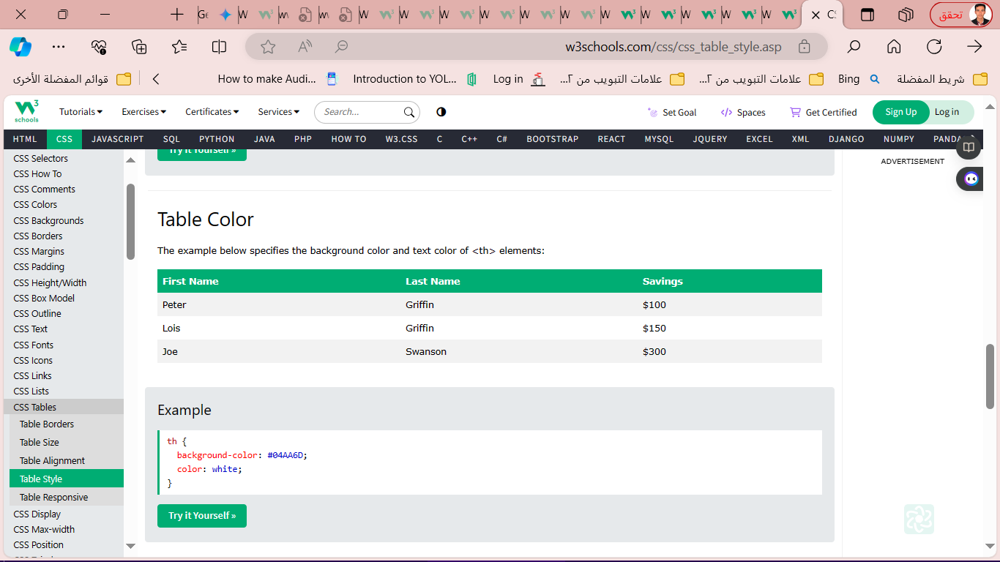 تحقق
w3schools.com/css/css_table_style.asp
How to make Audi... Introduction to YOL... Log in علامات التبويب من ٢... علامات التبويب من ٢... Bing شريط المفضلة
قوائم المفضلة الأخرى
W3 schools
Tutorials Exercises Certificates Services Search... Set Goal Spaces Get Certified Sign Up Log in
HTML CSS JAVASCRIPT SQL PYTHON JAVA PHP HOW TO W3.CSS C C++ C# BOOTSTRAP REACT MYSQL JQUERY EXCEL XML DJANGO NUMPY PANDA
CSS Selectors
CSS How To
CSS Comments
CSS Colors
CSS Backgrounds
CSS Borders
CSS Margins
CSS Padding
CSS Height/Width
CSS Box Model
CSS Outline
CSS Text
CSS Fonts
CSS Icons
CSS Links
CSS Lists
CSS Tables
Table Borders
Table Size
Table Alignment
Table Style
Table Responsive
CSS Display
CSS Max-width
CSS Position
Try it Yourself »
Table Color
The example below specifies the background color and text color of <th> elements:
First Name Last Name Savings
Peter Griffin $100
Lois Griffin $150
Joe Swanson $300
Example
th {
background-color: #04AA6D;
color: white;
}
Try it Yourself »
ADVERTISEMENT